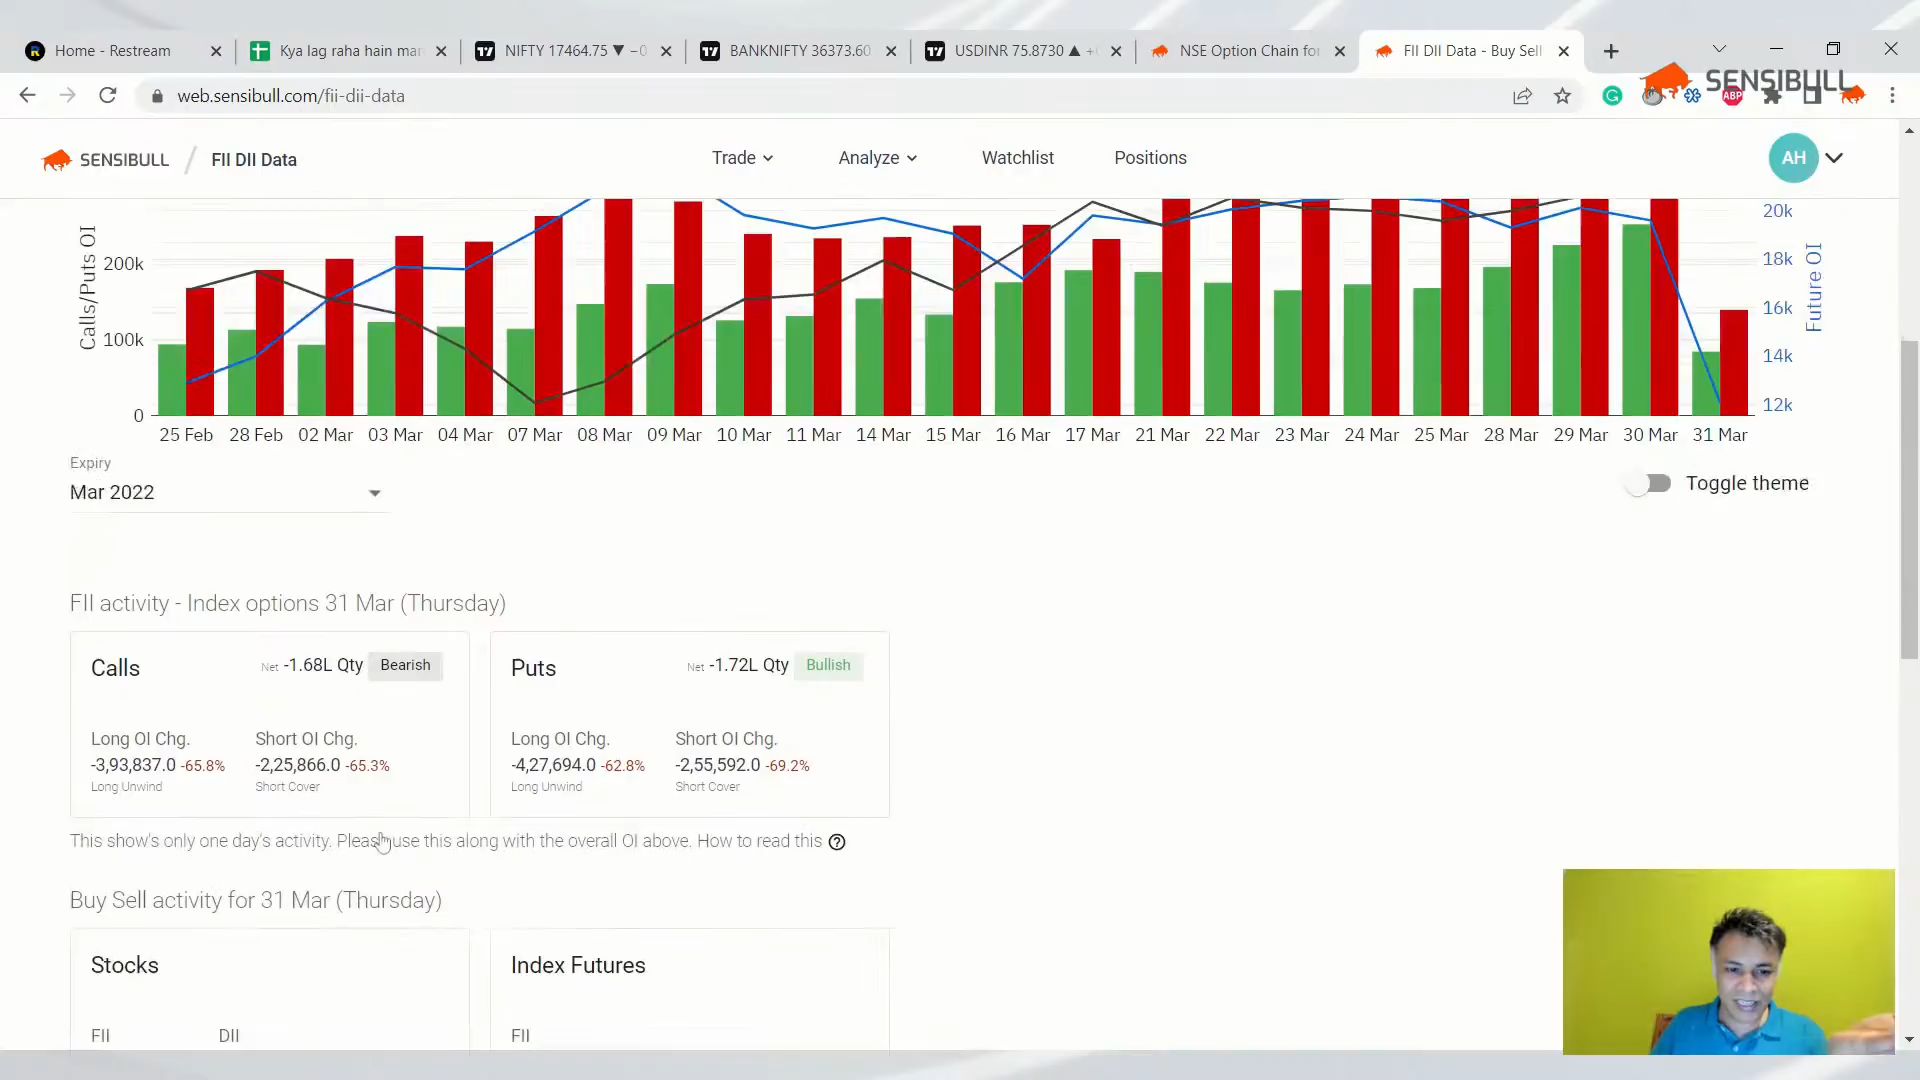 Home - Restream
Kya lag raha hain mar
NIFTY 17464.75 ▼ −0
BANKNIFTY 36373.60
USDINR 75.8730 ▲ +
NSE Option Chain for
FII DII Data - Buy Sell
web.sensibull.com/fii-dii-data
ABP
SENSIBULL
SENSIBULL / FII DII Data
Trade
Analyze
Watchlist
Positions
AH
Calls/Puts OI
200k
100k
0
20k
18k
16k
14k
12k
Future OI
25 Feb 28 Feb 02 Mar 03 Mar 04 Mar 07 Mar 08 Mar 09 Mar 10 Mar 11 Mar 14 Mar 15 Mar 16 Mar 17 Mar 21 Mar 22 Mar 23 Mar 24 Mar 25 Mar 28 Mar 29 Mar 30 Mar 31 Mar
Expiry
Mar 2022
Toggle theme
FII activity - Index options 31 Mar (Thursday)
Calls Net -1.68L Qty Bearish
Long OI Chg. Short OI Chg.
-3,93,837.0 -65.8% -2,25,866.0 -65.3%
Long Unwind Short Cover
Puts Net -1.72L Qty Bullish
Long OI Chg. Short OI Chg.
-4,27,694.0 -62.8% -2,55,592.0 -69.2%
Long Unwind Short Cover
This show's only one day's activity. Please use this along with the overall OI above. How to read this ?
Buy Sell activity for 31 Mar (Thursday)
Stocks
FII DII
Index Futures
FII